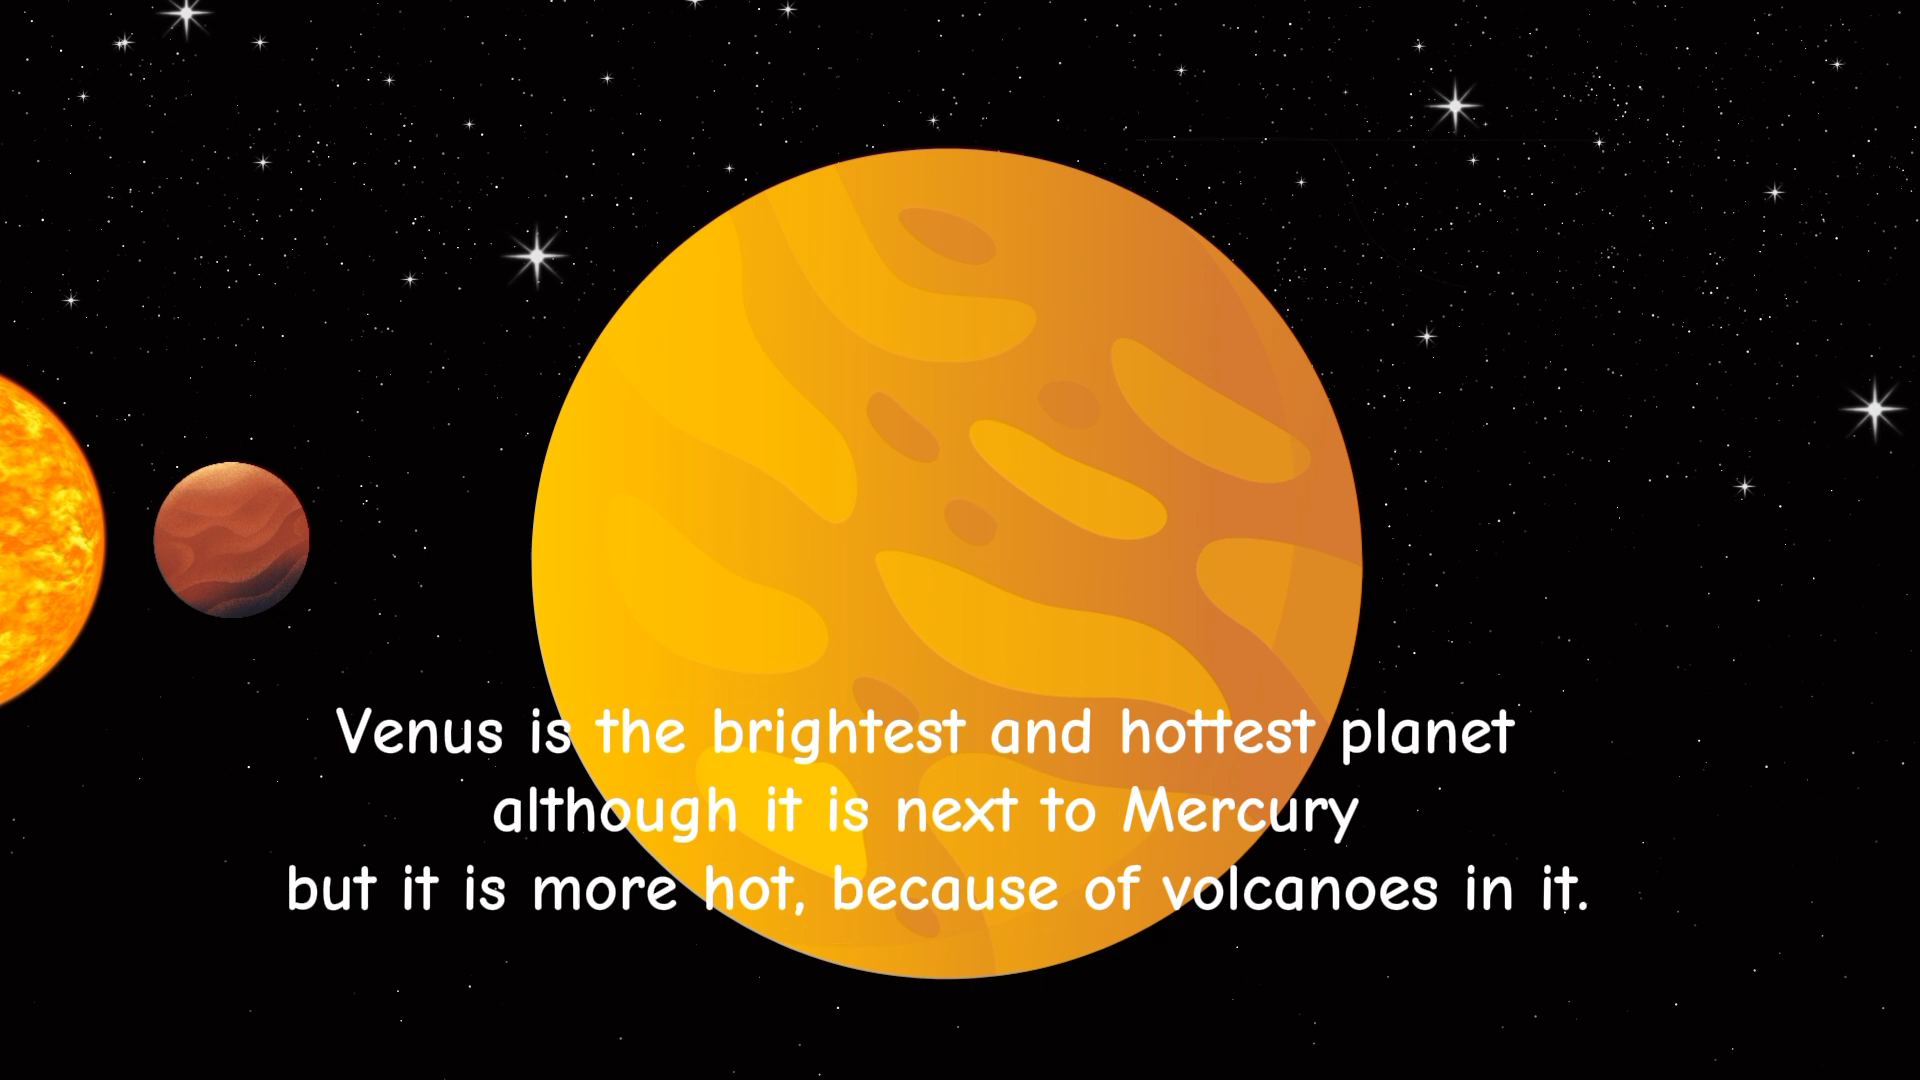 Venus is the brightest and hottest planet
although it is next to Mercury
but it is more hot, because of volcanoes in it.